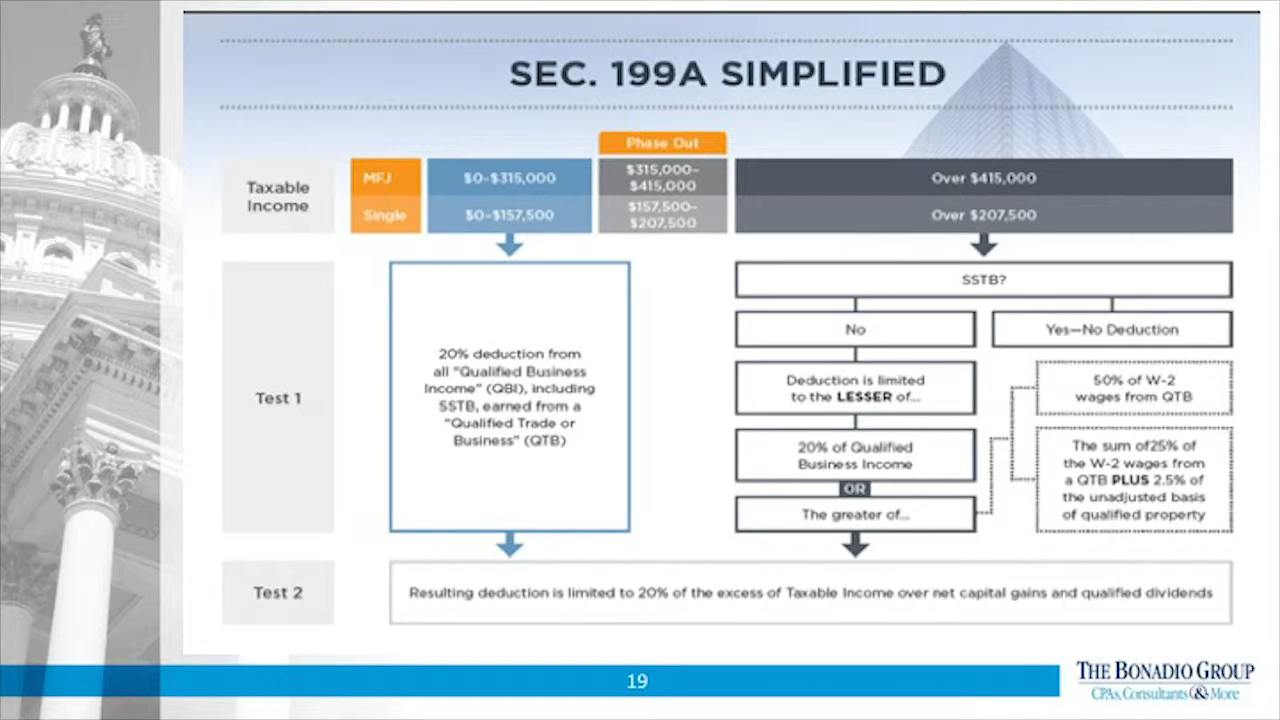 SEC. 199A SIMPLIFIED
Phase Out
Taxable
Income
MFJ
$0-$315,000
$315,000-
$415,000
Over $415,000
Single
$0-$157,500
$157,500-
$207,500
Over $207,500
Test 1
20% deduction from
all "Qualified Business
Income" (QBI), including
SSTB, earned from a
"Qualified Trade or
Business" (QTB)
SSTB?
No
Yes—No Deduction
Deduction is limited
to the LESSER of...
20% of Qualified
Business Income
OR
The greater of...
50% of W-2
wages from QTB
The sum of25% of
the W-2 wages from
a QTB PLUS 2.5% of
the unadjusted basis
of qualified property
Test 2
Resulting deduction is limited to 20% of the excess of Taxable Income over net capital gains and qualified dividends
19
THE BONADIO GROUP
CPAs, Consultants & More